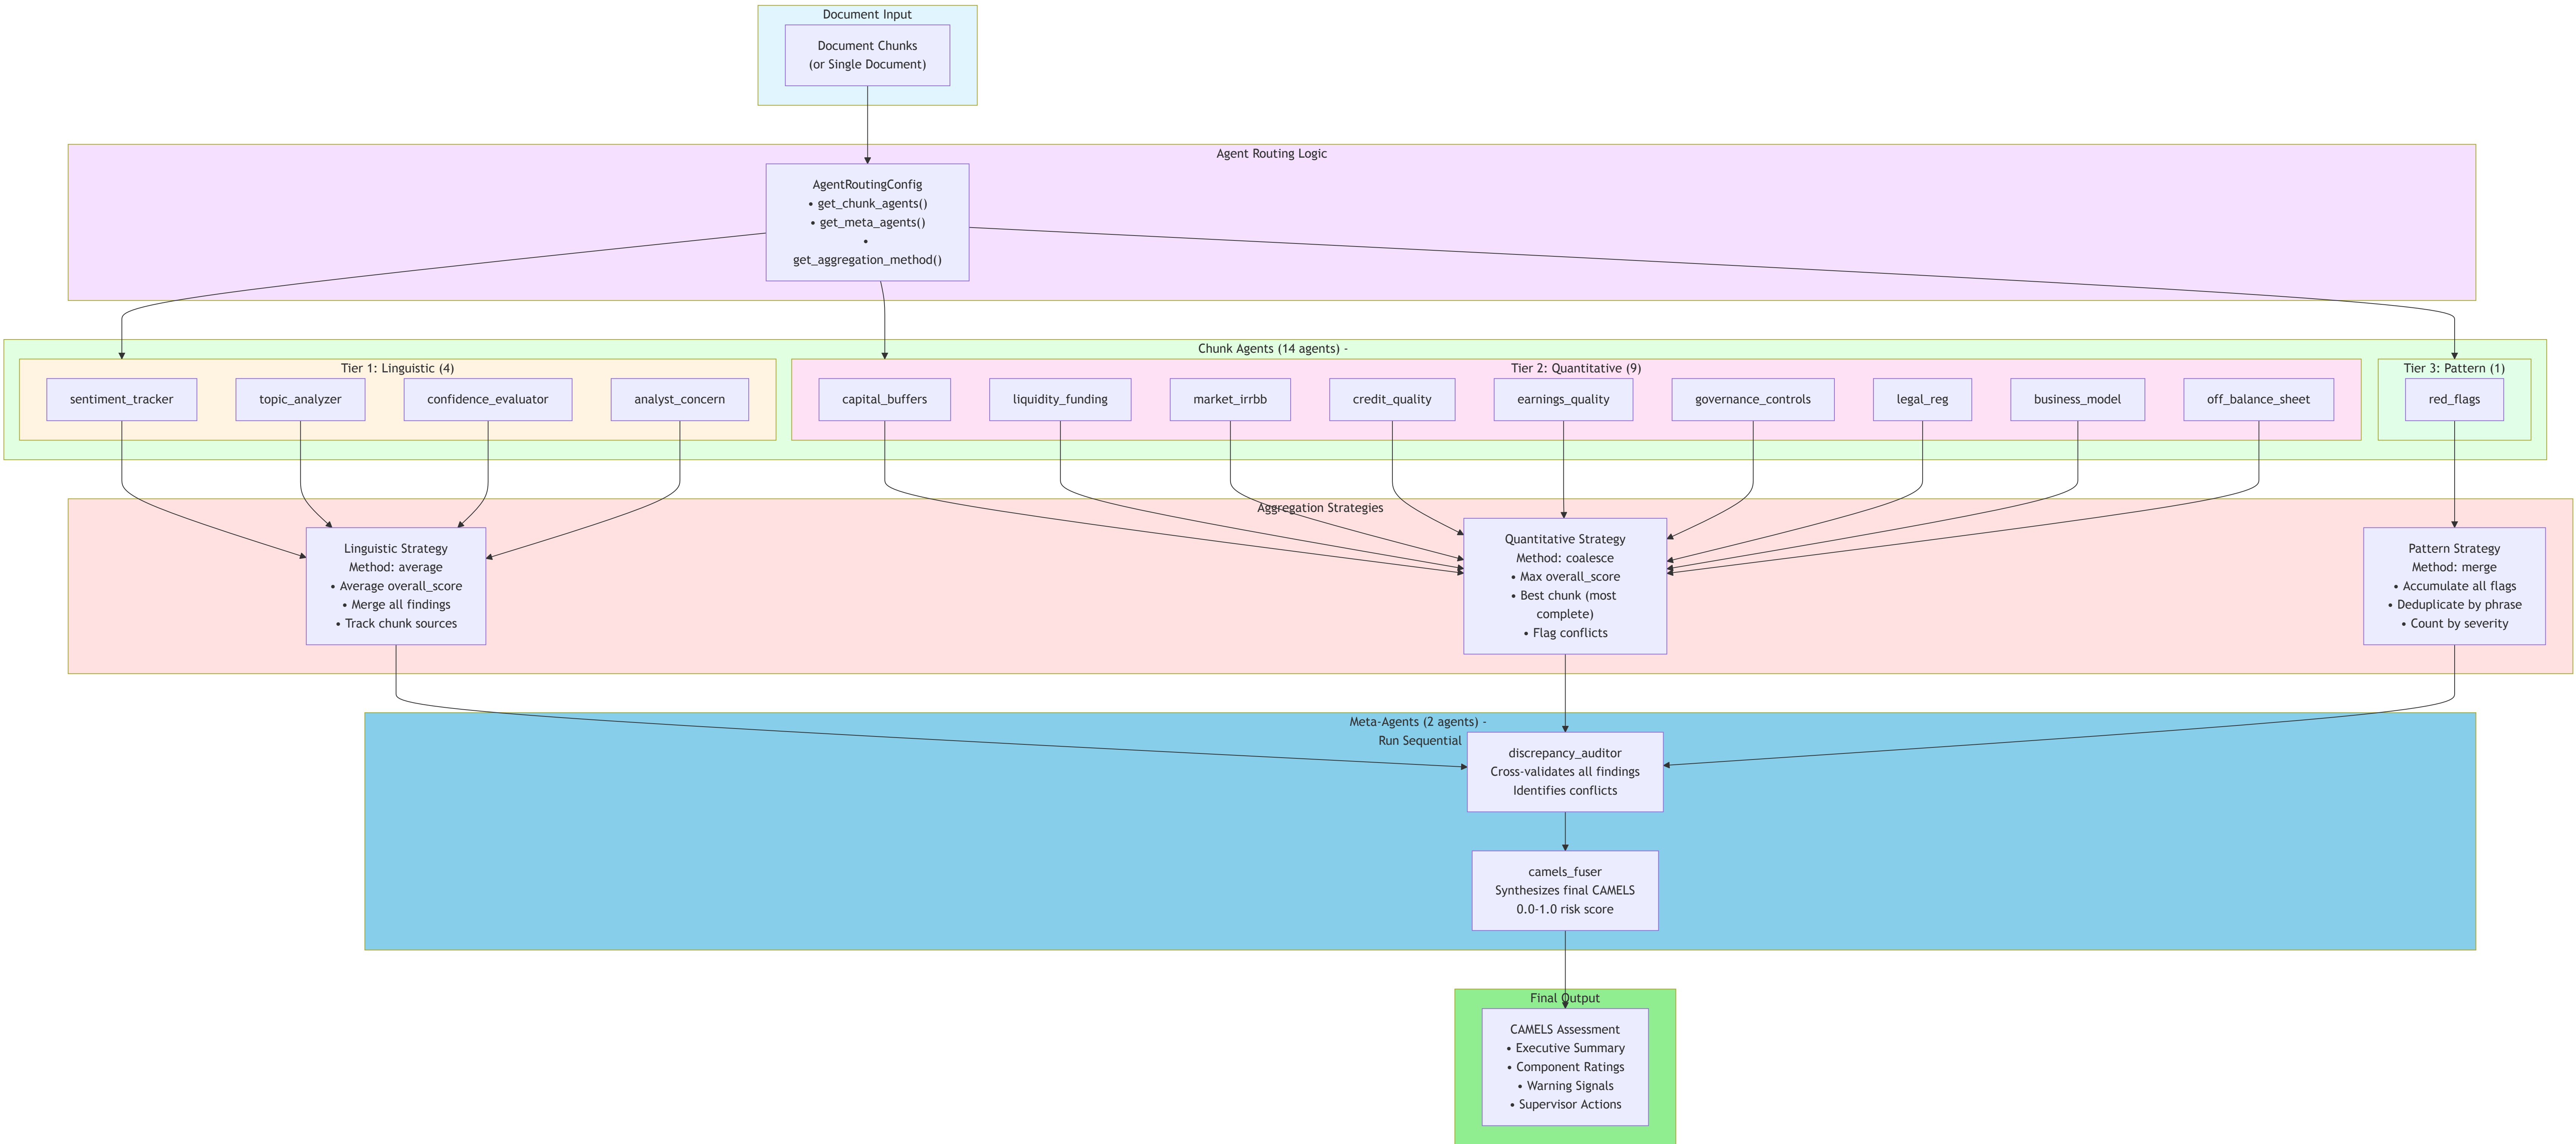 Document Input
Document Chunks
(or Single Document)
Agent Routing Logic
AgentRoutingConfig
• get_chunk_agents()
• get_meta_agents()
•
get_aggregation_method()
Chunk Agents (14 agents) -
Tier 1: Linguistic (4)
sentiment_tracker
topic_analyzer
confidence_evaluator
analyst_concern
Tier 2: Quantitative (9)
capital_buffers
liquidity_funding
market_irrbb
credit_quality
earnings_quality
governance_controls
legal_reg
business_model
off_balance_sheet
Tier 3: Pattern (1)
red_flags
Aggregation Strategies
Linguistic Strategy
Method: average
• Average overall_score
• Merge all findings
• Track chunk sources
Quantitative Strategy
Method: coalesce
• Max overall_score
• Best chunk (most
complete)
• Flag conflicts
Pattern Strategy
Method: merge
• Accumulate all flags
• Deduplicate by phrase
• Count by severity
Meta-Agents (2 agents) -
Run Sequential
discrepancy_auditor
Cross-validates all findings
Identifies conflicts
camels_fuser
Synthesizes final CAMELS
0.0-1.0 risk score
Final Output
CAMELS Assessment
• Executive Summary
• Component Ratings
• Warning Signals
• Supervisor Actions